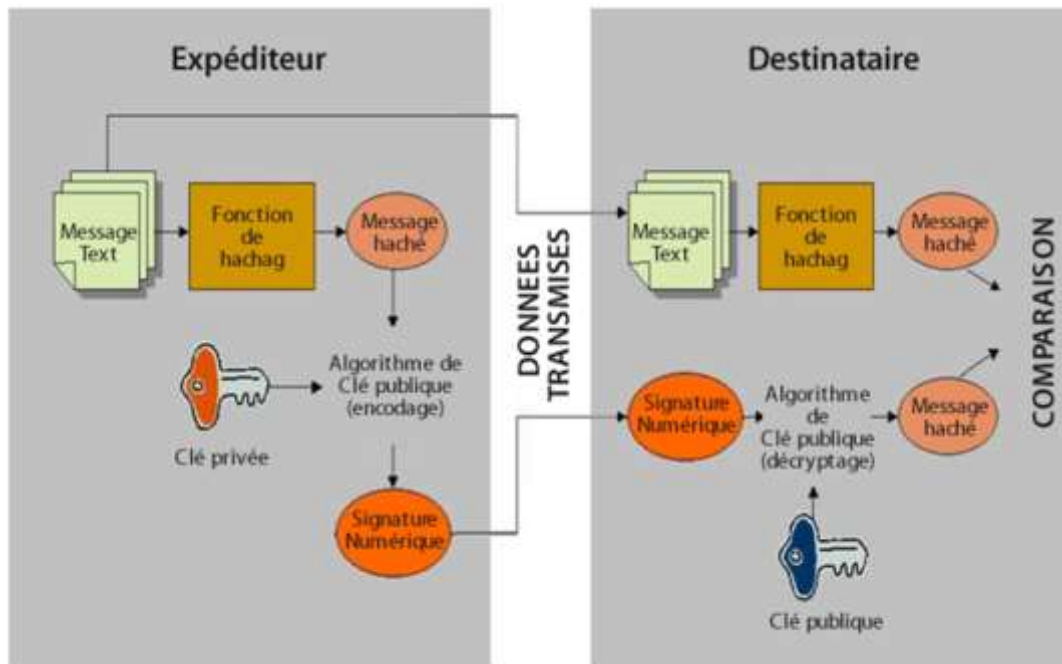 Expéditeur
Message
Text
Fonction
de
hachag
Message
haché
Algorithme de
Clé publique
(encodage)
Clé privée
Signature
Numérique
DONNEES
TRANSMISES
Destinataire
Message
Text
Fonction
de
hachag
Message
haché
Signature
Numérique
Algorithme
de
Clé publique
(décryptage)
Message
haché
Clé publique
COMPARAISON